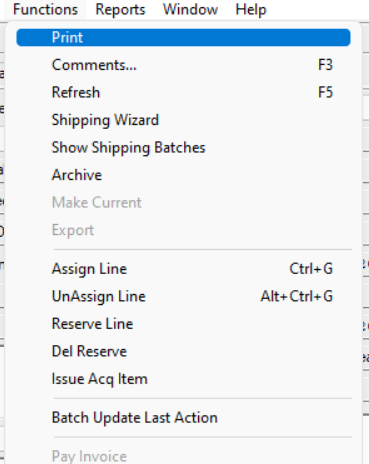 Functions Reports Window Help
Print
Comments... F3
Refresh F5
Shipping Wizard
Show Shipping Batches
Archive
Make Current
Export
Assign Line Ctrl+G
UnAssign Line Alt+Ctrl+G
Reserve Line
Del Reserve
Issue Acq Item
Batch Update Last Action
Pay Invoice